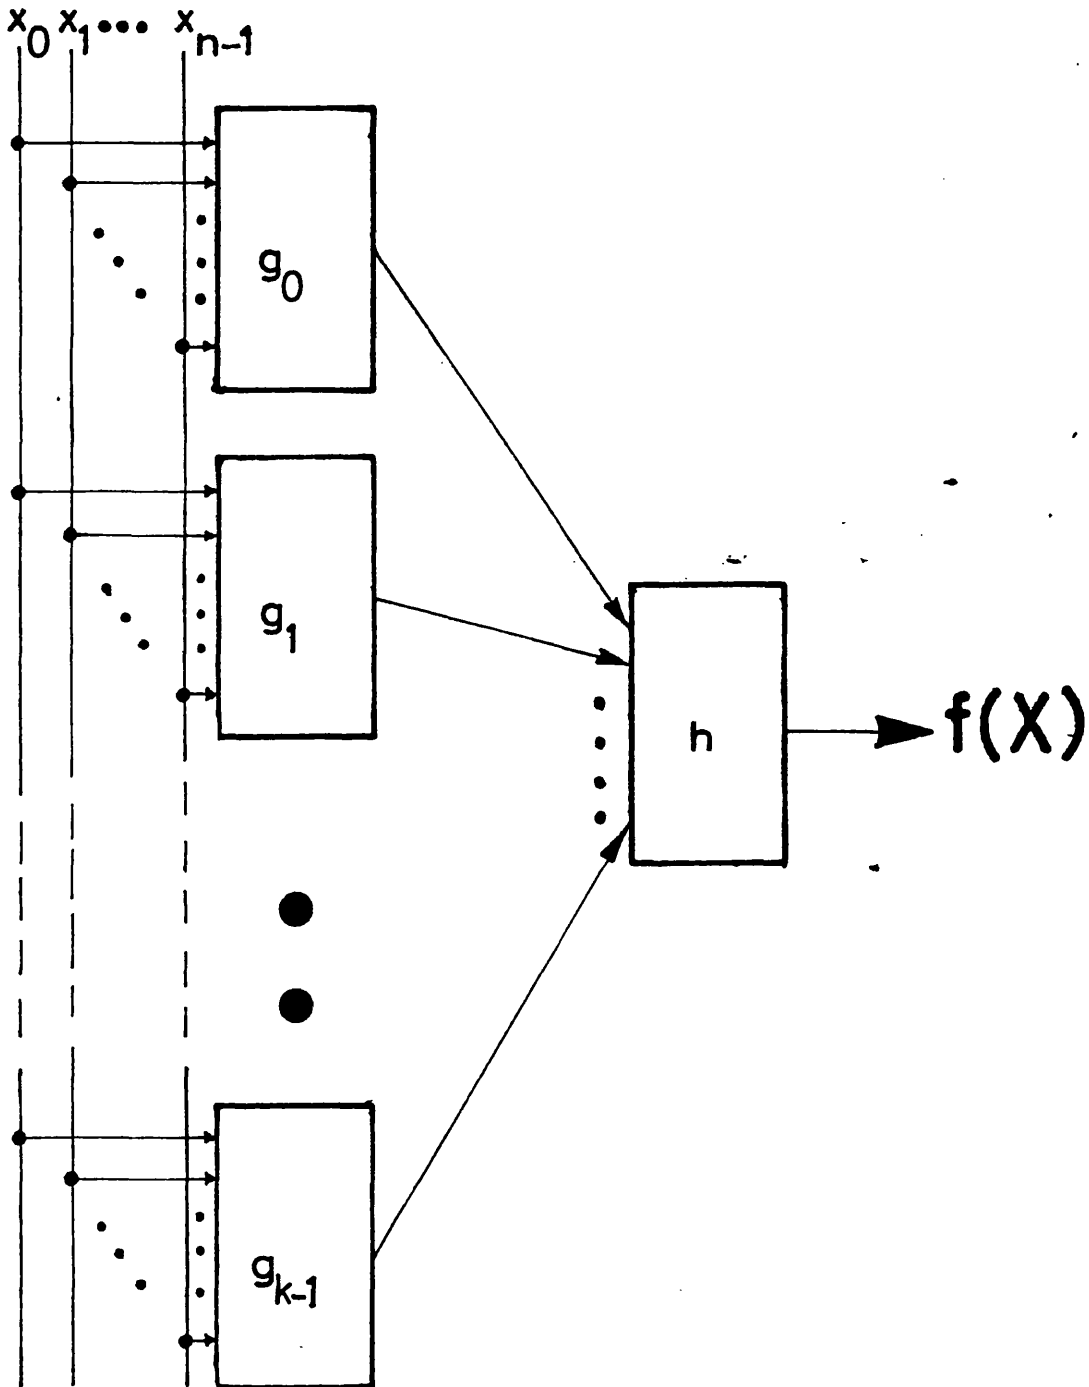 x₀ x₁ ••• xₙ₋₁
g₀
g₁
h
f(X)
gₖ₋₁